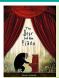 The
Bear
and the
Piano